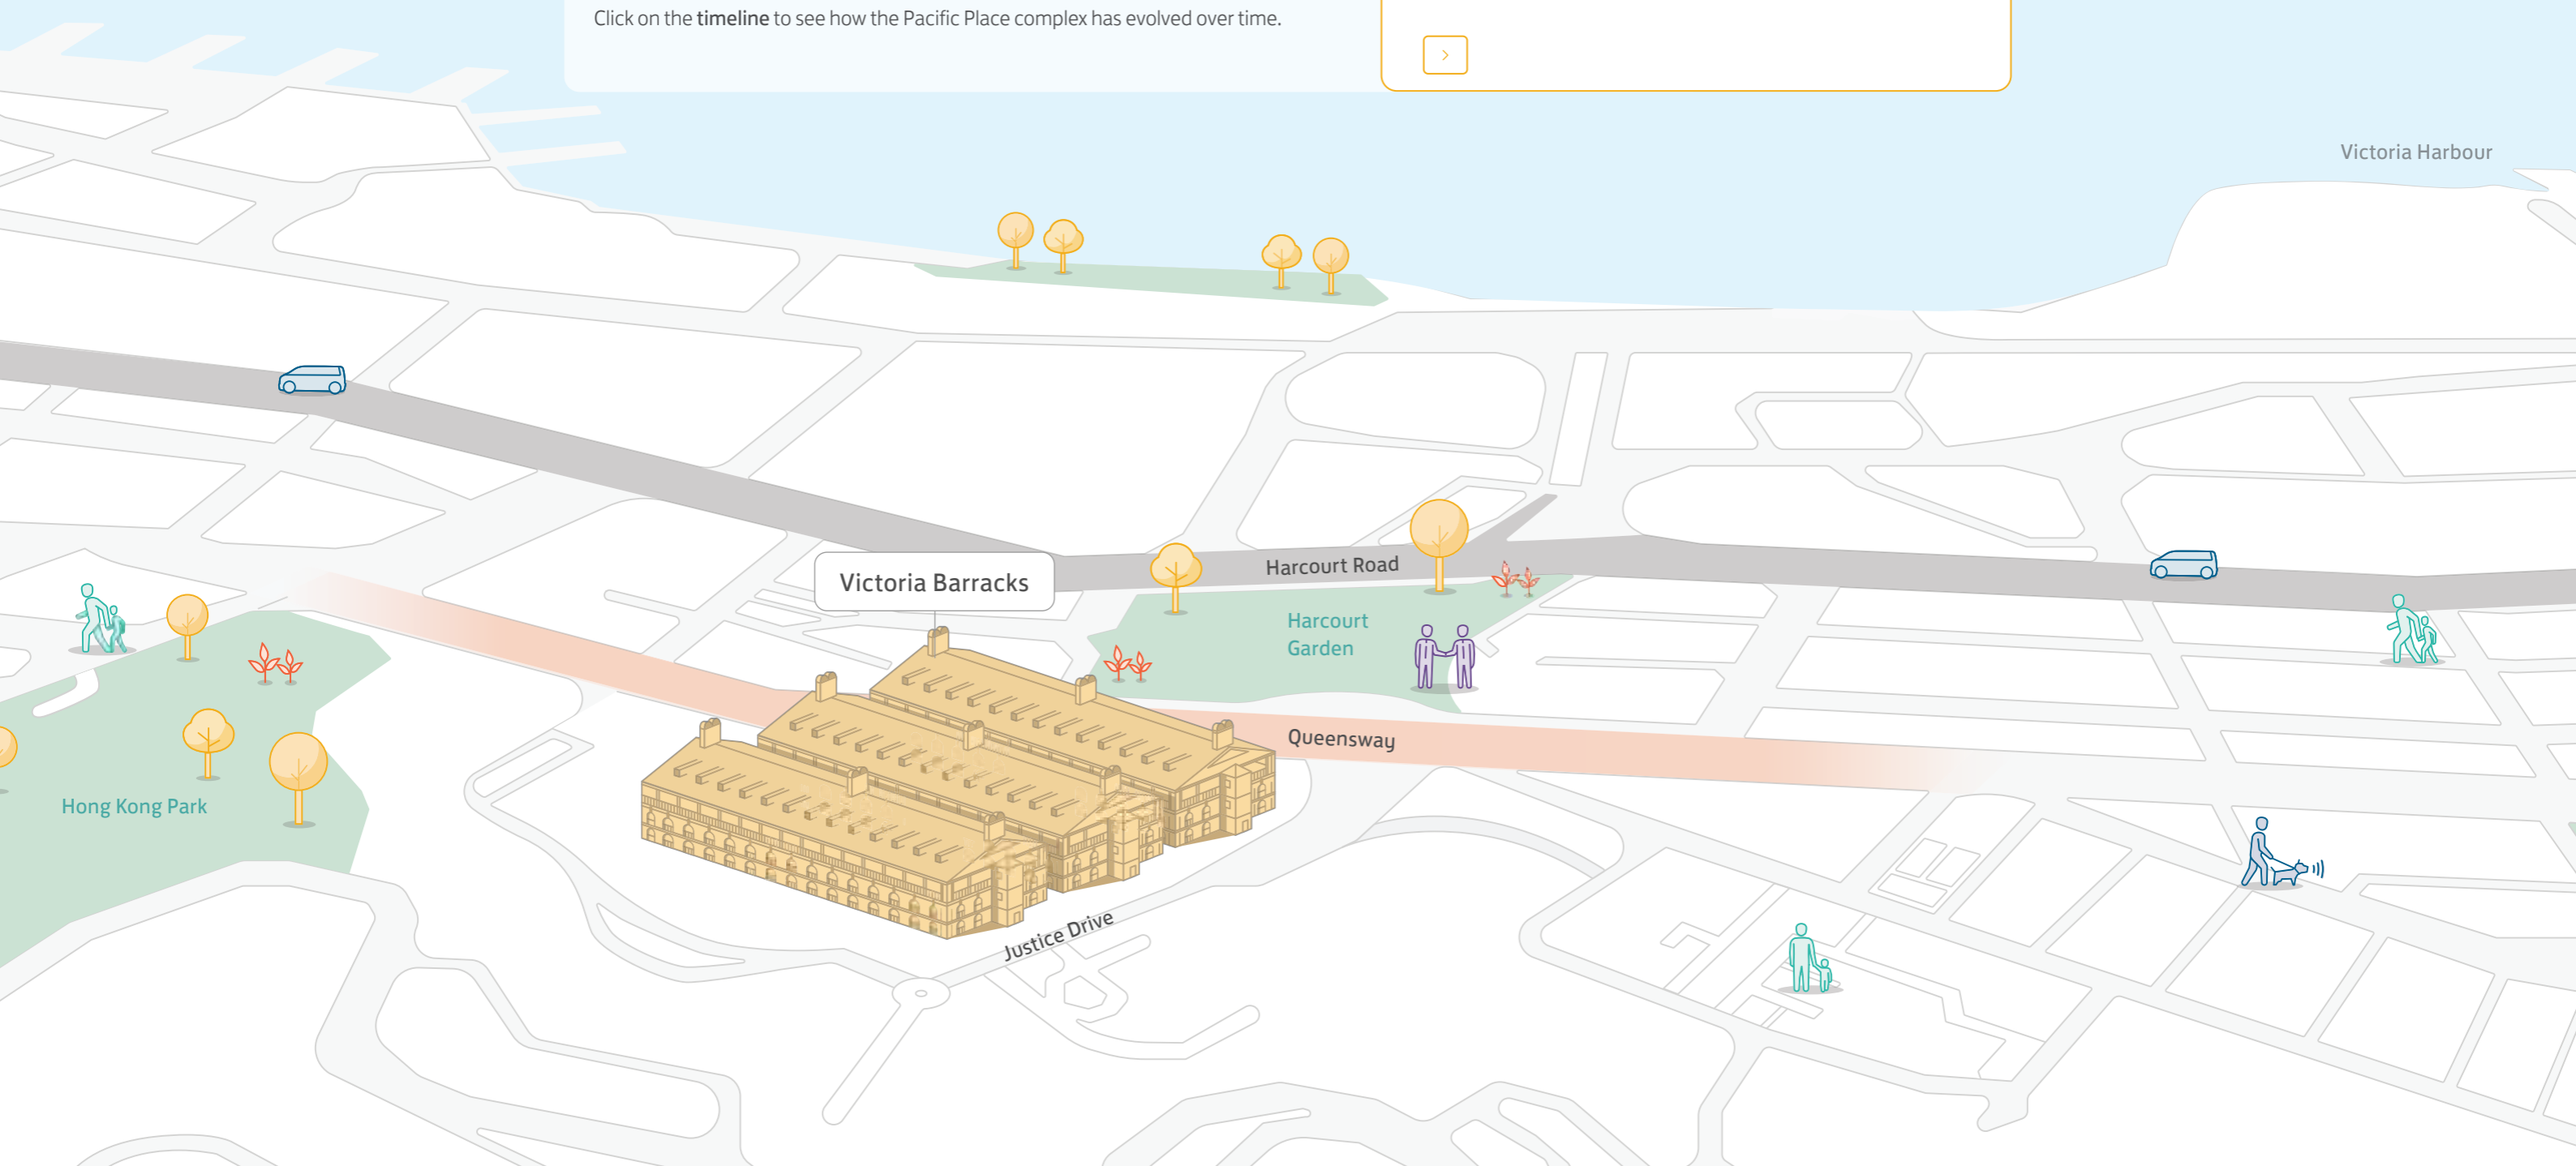 Click on the timeline to see how the Pacific Place complex has evolved over time.
Victoria Harbour
Harcourt Road
Victoria Barracks
Harcourt
Garden
Queensway
Hong Kong Park
Justice Drive